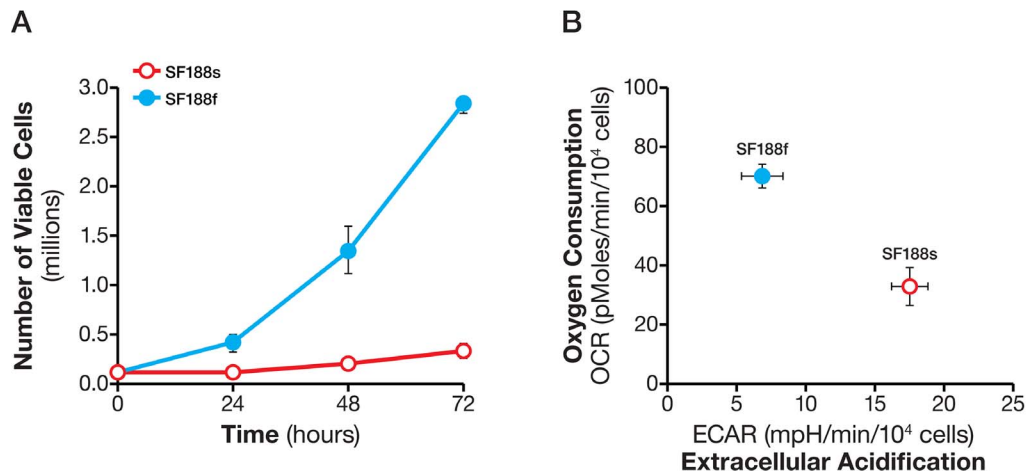 A
SF188s
SF188f
Number of Viable Cells
(millions)
3.0
2.5
2.0
1.5
1.0
0.5
0.0
0
24
48
72
Time (hours)
B
Oxygen Consumption
OCR (pMoles/min/10⁴ cells)
100
80
60
40
20
0
SF188f
SF188s
0
5
10
15
20
25
ECAR (mpH/min/10⁴ cells)
Extracellular Acidification